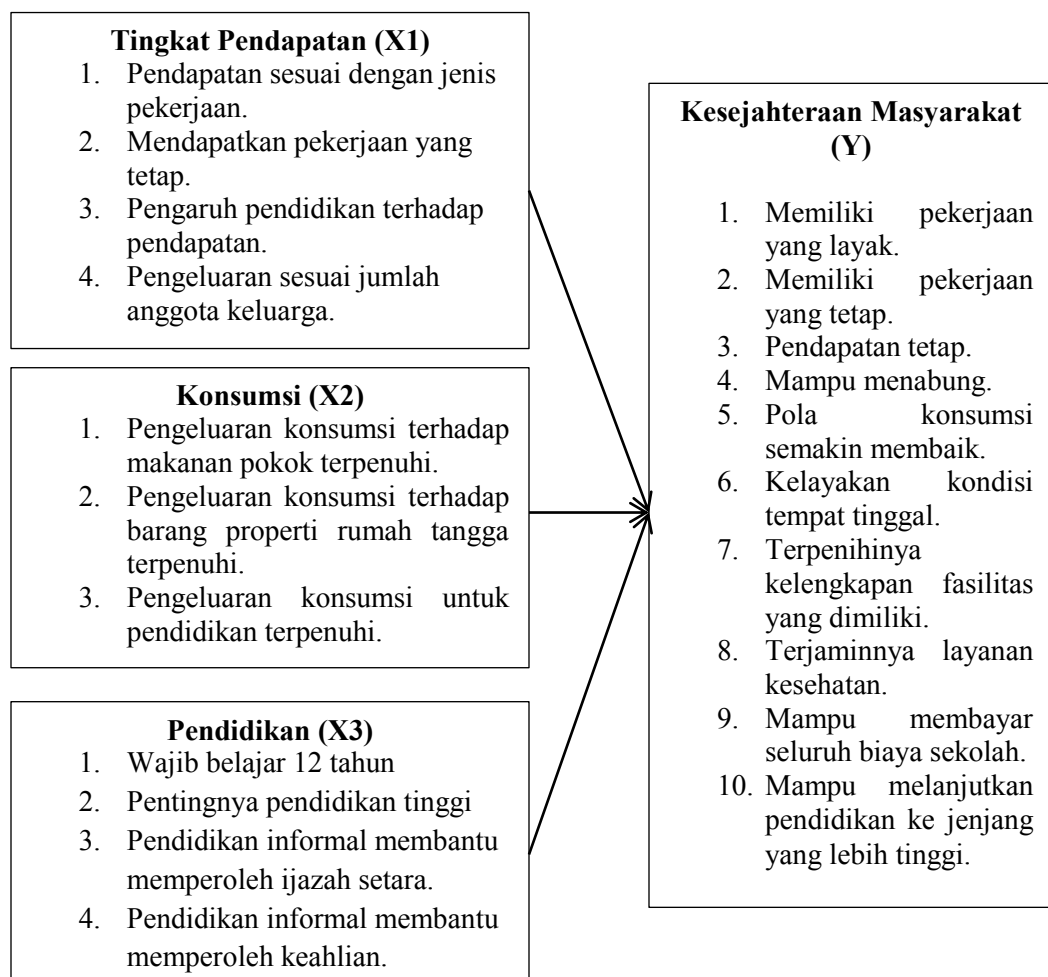 Tingkat Pendapatan (X1)
1. Pendapatan sesuai dengan jenis
pekerjaan.
2. Mendapatkan pekerjaan yang
tetap.
3. Pengaruh pendidikan terhadap
pendapatan.
4. Pengeluaran sesuai jumlah
anggota keluarga.
Konsumsi (X2)
1. Pengeluaran konsumsi terhadap
makanan pokok terpenuhi.
2. Pengeluaran konsumsi terhadap
barang properti rumah tangga
terpenuhi.
3. Pengeluaran konsumsi untuk
pendidikan terpenuhi.
Pendidikan (X3)
1. Wajib belajar 12 tahun
2. Pentingnya pendidikan tinggi
3. Pendidikan informal membantu
memperoleh ijazah setara.
4. Pendidikan informal membantu
memperoleh keahlian.
Kesejahteraan Masyarakat
(Y)
1. Memiliki pekerjaan
yang layak.
2. Memiliki pekerjaan
yang tetap.
3. Pendapatan tetap.
4. Mampu menabung.
5. Pola konsumsi
semakin membaik.
6. Kelayakan kondisi
tempat tinggal.
7. Terpenihinya
kelengkapan fasilitas
yang dimiliki.
8. Terjaminnya layanan
kesehatan.
9. Mampu membayar
seluruh biaya sekolah.
10. Mampu melanjutkan
pendidikan ke jenjang
yang lebih tinggi.